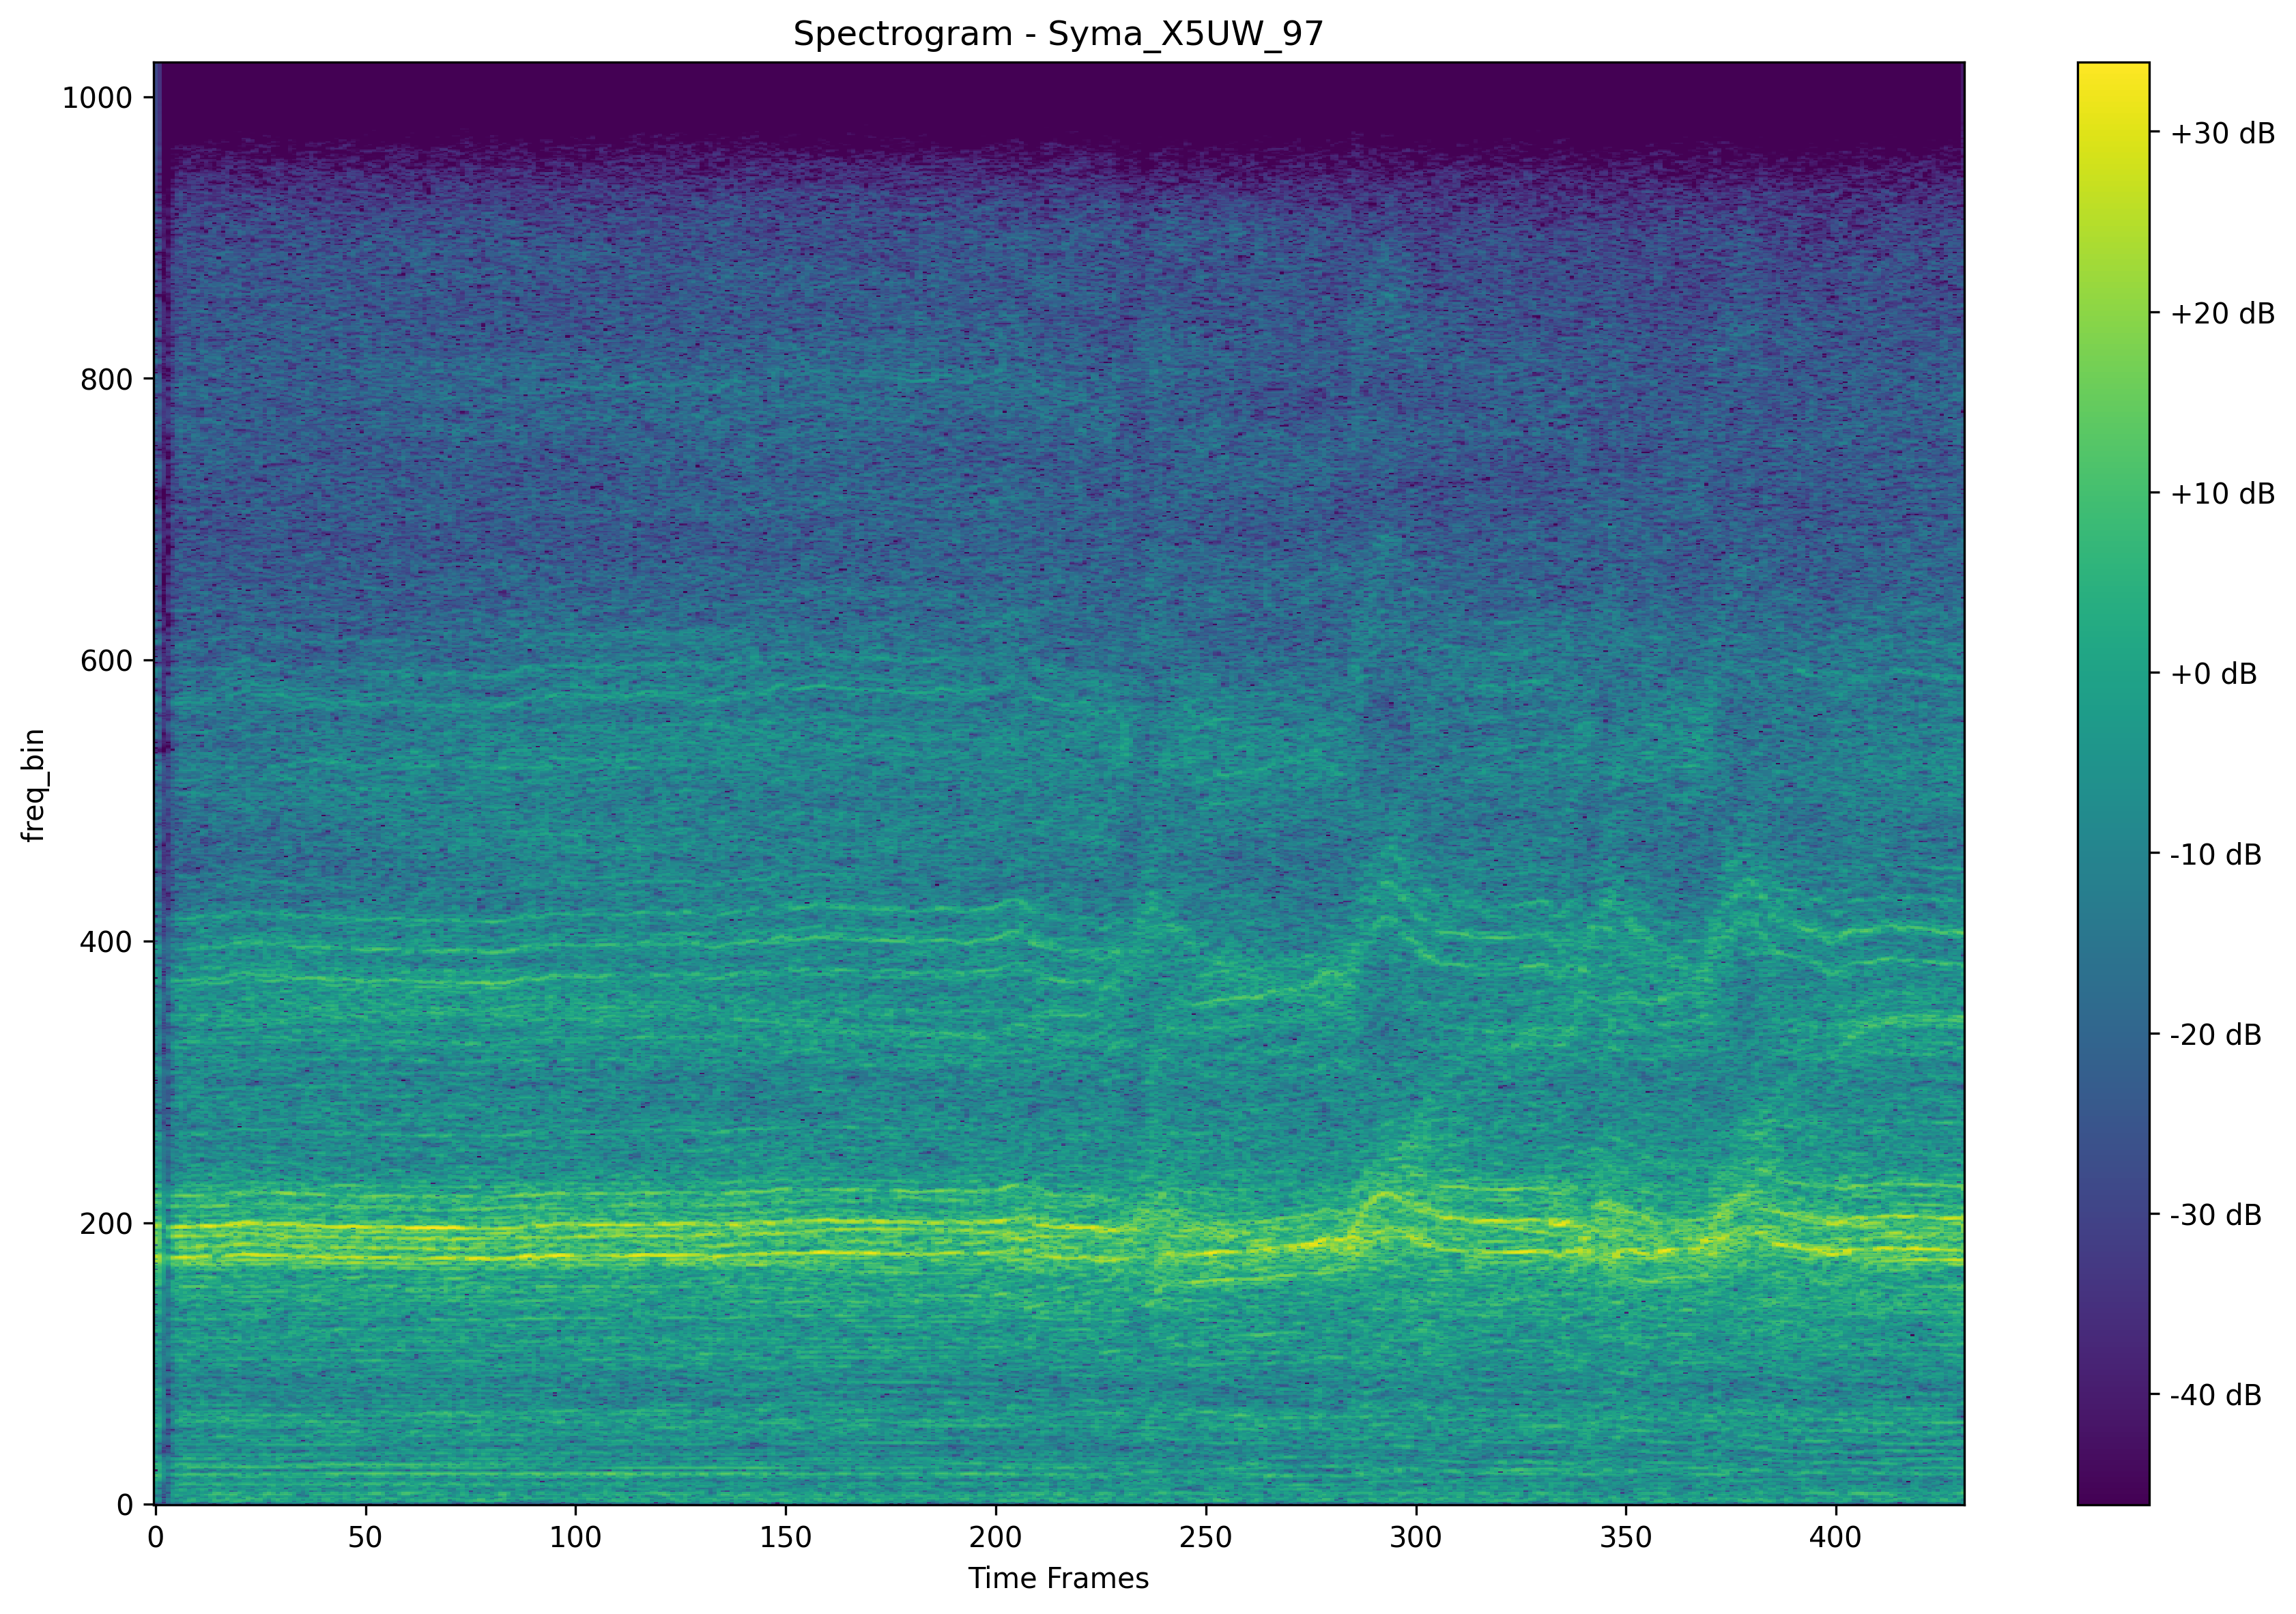 Spectrogram - Syma_X5UW_97
1000
800
600
400
200
0
freq_bin
0 50 100 150 200 250 300 350 400
Time Frames
+30 dB
+20 dB
+10 dB
+0 dB
-10 dB
-20 dB
-30 dB
-40 dB